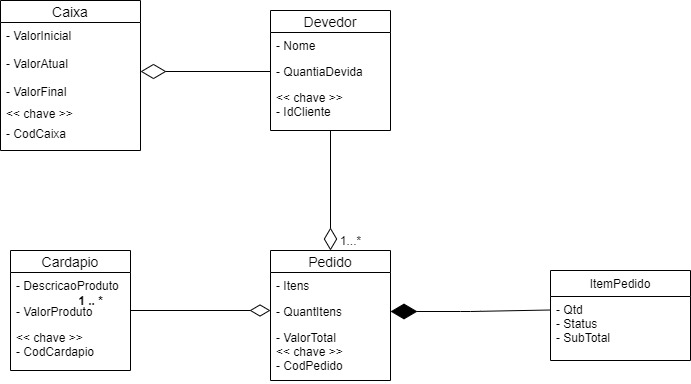 Caixa
- ValorInicial
- ValorAtual
- ValorFinal
<< chave >>
- CodCaixa
Devedor
- Nome
- QuantiaDevida
<< chave >>
- IdCliente
1...*
Cardapio
- DescricaoProduto
1 .. *
- ValorProduto
<< chave >>
- CodCardapio
Pedido
- Itens
- QuantItens
- ValorTotal
<< chave >>
- CodPedido
ItemPedido
- Qtd
- Status
- SubTotal